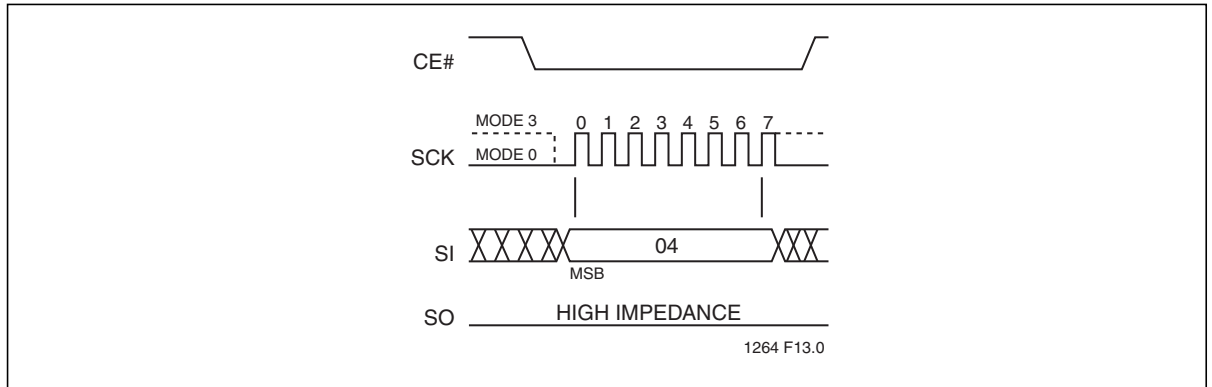 CE#
MODE 3
0 1 2 3 4 5 6 7
SCK
MODE 0
SI
04
MSB
SO
HIGH IMPEDANCE
1264 F13.0